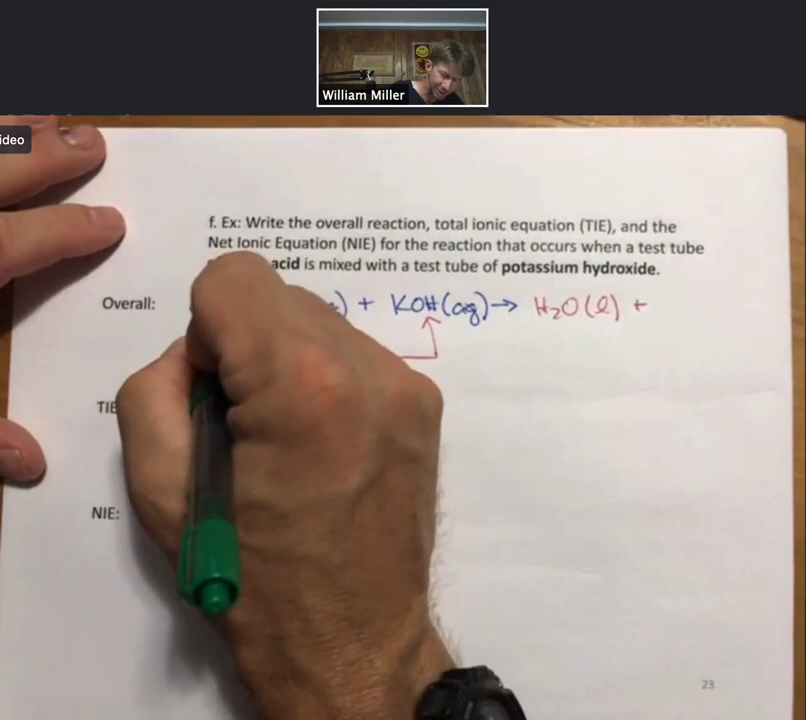 William Miller
ideo
f. Ex: Write the overall reaction, total ionic equation (TIE), and the
Net Ionic Equation (NIE) for the reaction that occurs when a test tube
acid is mixed with a test tube of potassium hydroxide.
Overall: ) + KOH(aq)→ H₂O(l) +
TIE
NIE:
23